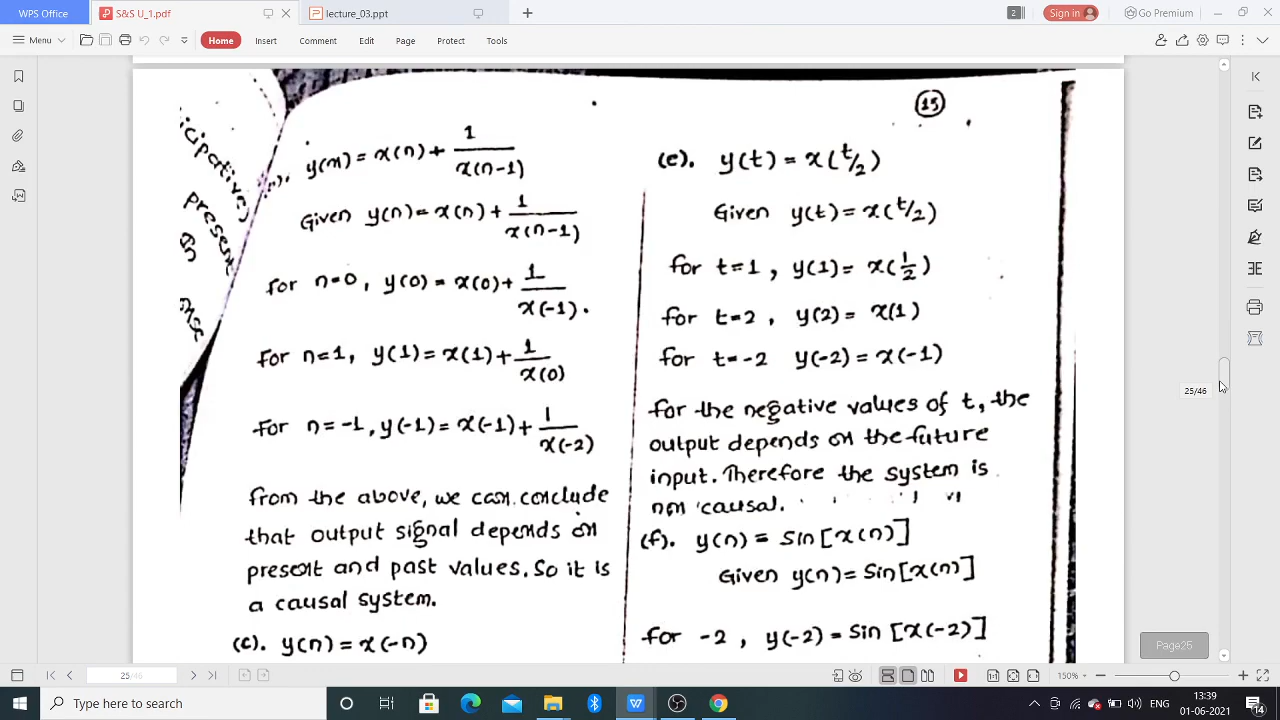 WPS Office
S&S U_1.pdf
lecture_03.ppt
2
Sign in
Go Premium
Menu
Home
Insert
Comment
Edit
Page
Protect
Tools
15
y(n) = x(n) + 1/x(n-1)
Given y(n) = x(n) + 1/x(n-1)
for n=0, y(0) = x(0) + 1/x(-1).
for n=1, y(1) = x(1) + 1/x(0)
for n=-1, y(-1) = x(-1) + 1/x(-2)
from the above, we can conclude
that output signal depends on
present and past values. So it is
a causal system.
(c). y(n) = x(-n)
(e). y(t) = x(t/2)
Given y(t) = x(t/2)
for t=1, y(1) = x(1/2)
for t=2, y(2) = x(1)
for t=-2 y(-2) = x(-1)
for the negative values of t, the
output depends on the future
input. Therefore the system is
non causal.
(f). y(n) = sin[x(n)]
Given y(n) = sin[x(n)]
for -2, y(-2) = sin [x(-2)]
present
25/46
Page25
25/46
150%
Type here to search
13:39
ENG
01-06-2021